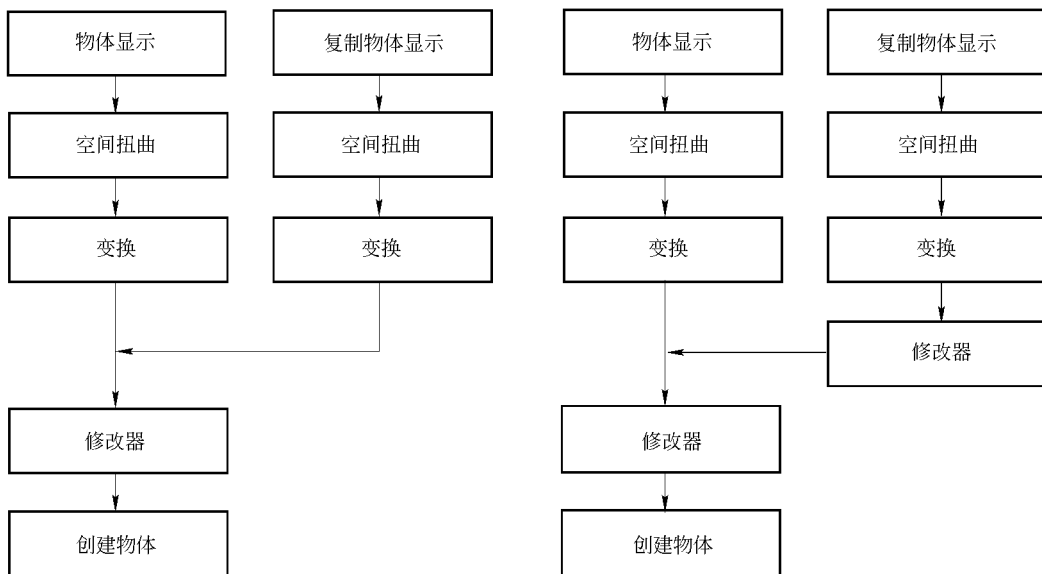 物体显示
复制物体显示
物体显示
复制物体显示
空间扭曲
空间扭曲
空间扭曲
空间扭曲
变换
变换
变换
变换
修改器
修改器
修改器
创建物体
创建物体